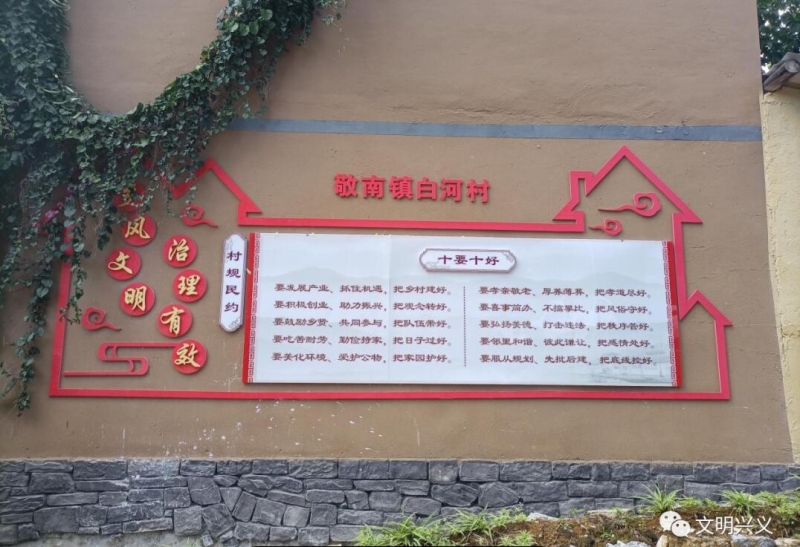 敬南镇白河村
风文明
治理有效
村规民约
十要十好
要发展产业、抓住机遇,把乡村建好。
要积极创业、助力振兴,把观念转好。
要鼓励乡贤、共同参与,把队伍带好。
要吃苦耐劳、勤俭持家,把日子过好。
要美化环境、爱护公物,把家园护好。
要孝亲敬老、厚养薄葬,把孝道尽好。
要喜事简办、不搞攀比,把风俗守好。
要弘扬美德、打击违法,把秩序管好。
要邻里和谐、彼此谦让,把感情处好。
要服从规划、先批后建,把底线控好。
文明兴义